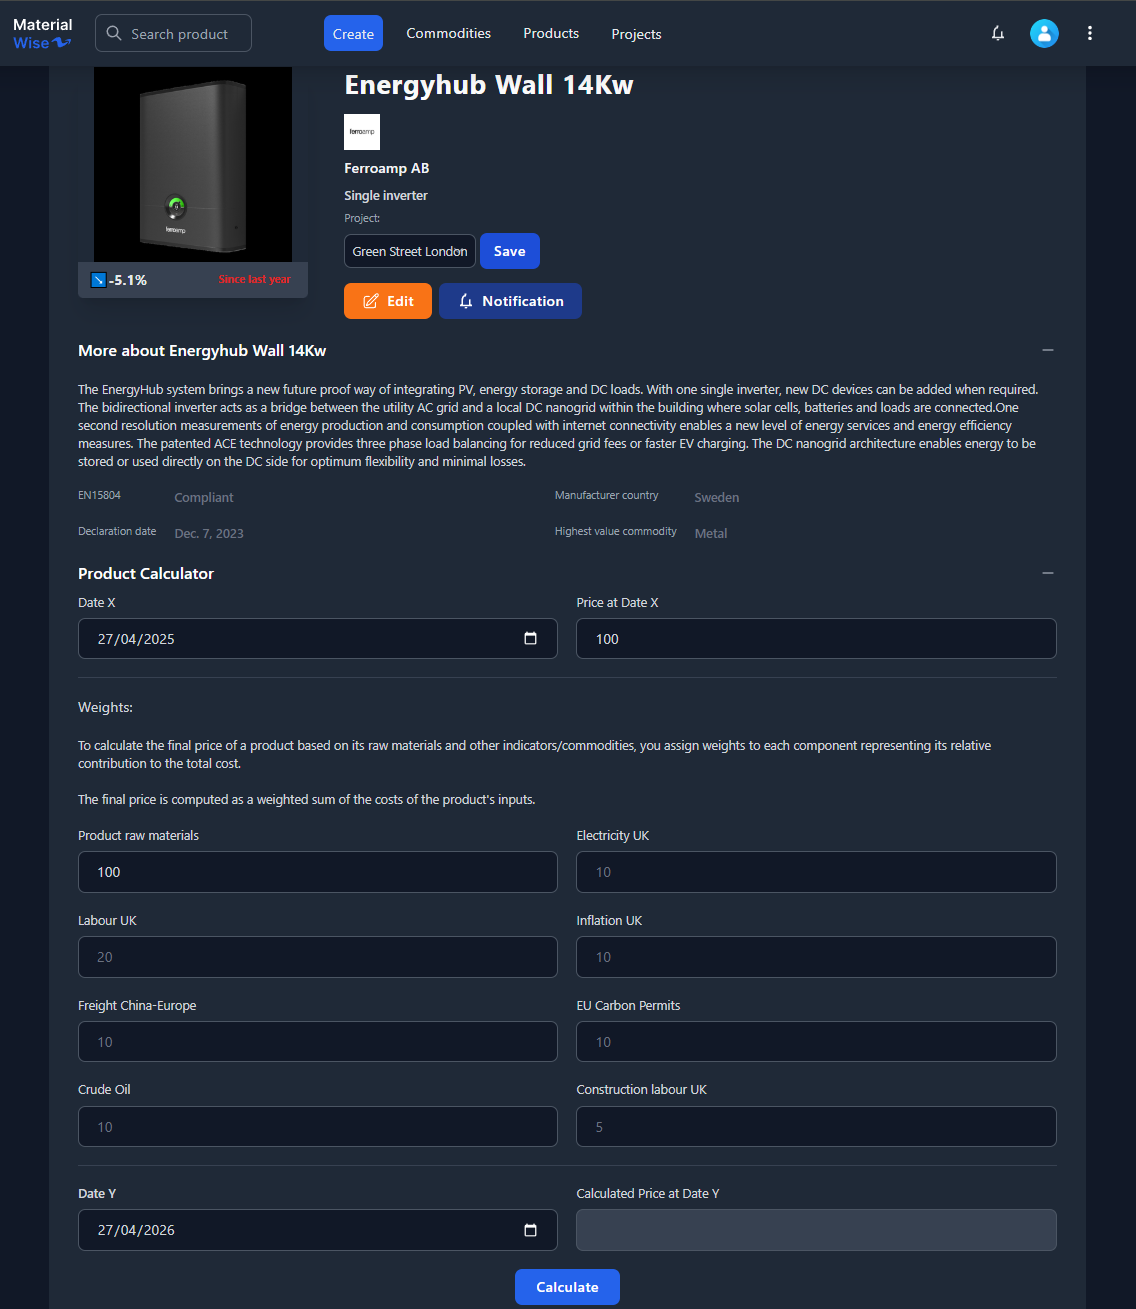 Material
Wise
Search product
Create
Commodities
Products
Projects
Energyhub Wall 14Kw
ferroamp
ferroamp
Ferroamp AB
Single inverter
Project:
Green Street London
Save
-5.1%
Since last year
Edit
Notification
More about Energyhub Wall 14Kw
The EnergyHub system brings a new future proof way of integrating PV, energy storage and DC loads. With one single inverter, new DC devices can be added when required.
The bidirectional inverter acts as a bridge between the utility AC grid and a local DC nanogrid within the building where solar cells, batteries and loads are connected.One
second resolution measurements of energy production and consumption coupled with internet connectivity enables a new level of energy services and energy efficiency
measures. The patented ACE technology provides three phase load balancing for reduced grid fees or faster EV charging. The DC nanogrid architecture enables energy to be
stored or used directly on the DC side for optimum flexibility and minimal losses.
EN15804
Compliant
Manufacturer country
Sweden
Declaration date
Dec. 7, 2023
Highest value commodity
Metal
Product Calculator
Date X
Price at Date X
27/04/2025
100
Weights:
To calculate the final price of a product based on its raw materials and other indicators/commodities, you assign weights to each component representing its relative
contribution to the total cost.
The final price is computed as a weighted sum of the costs of the product's inputs.
Product raw materials
Electricity UK
100
10
Labour UK
Inflation UK
20
10
Freight China-Europe
EU Carbon Permits
10
10
Crude Oil
Construction labour UK
10
5
Date Y
Calculated Price at Date Y
27/04/2026
Calculate